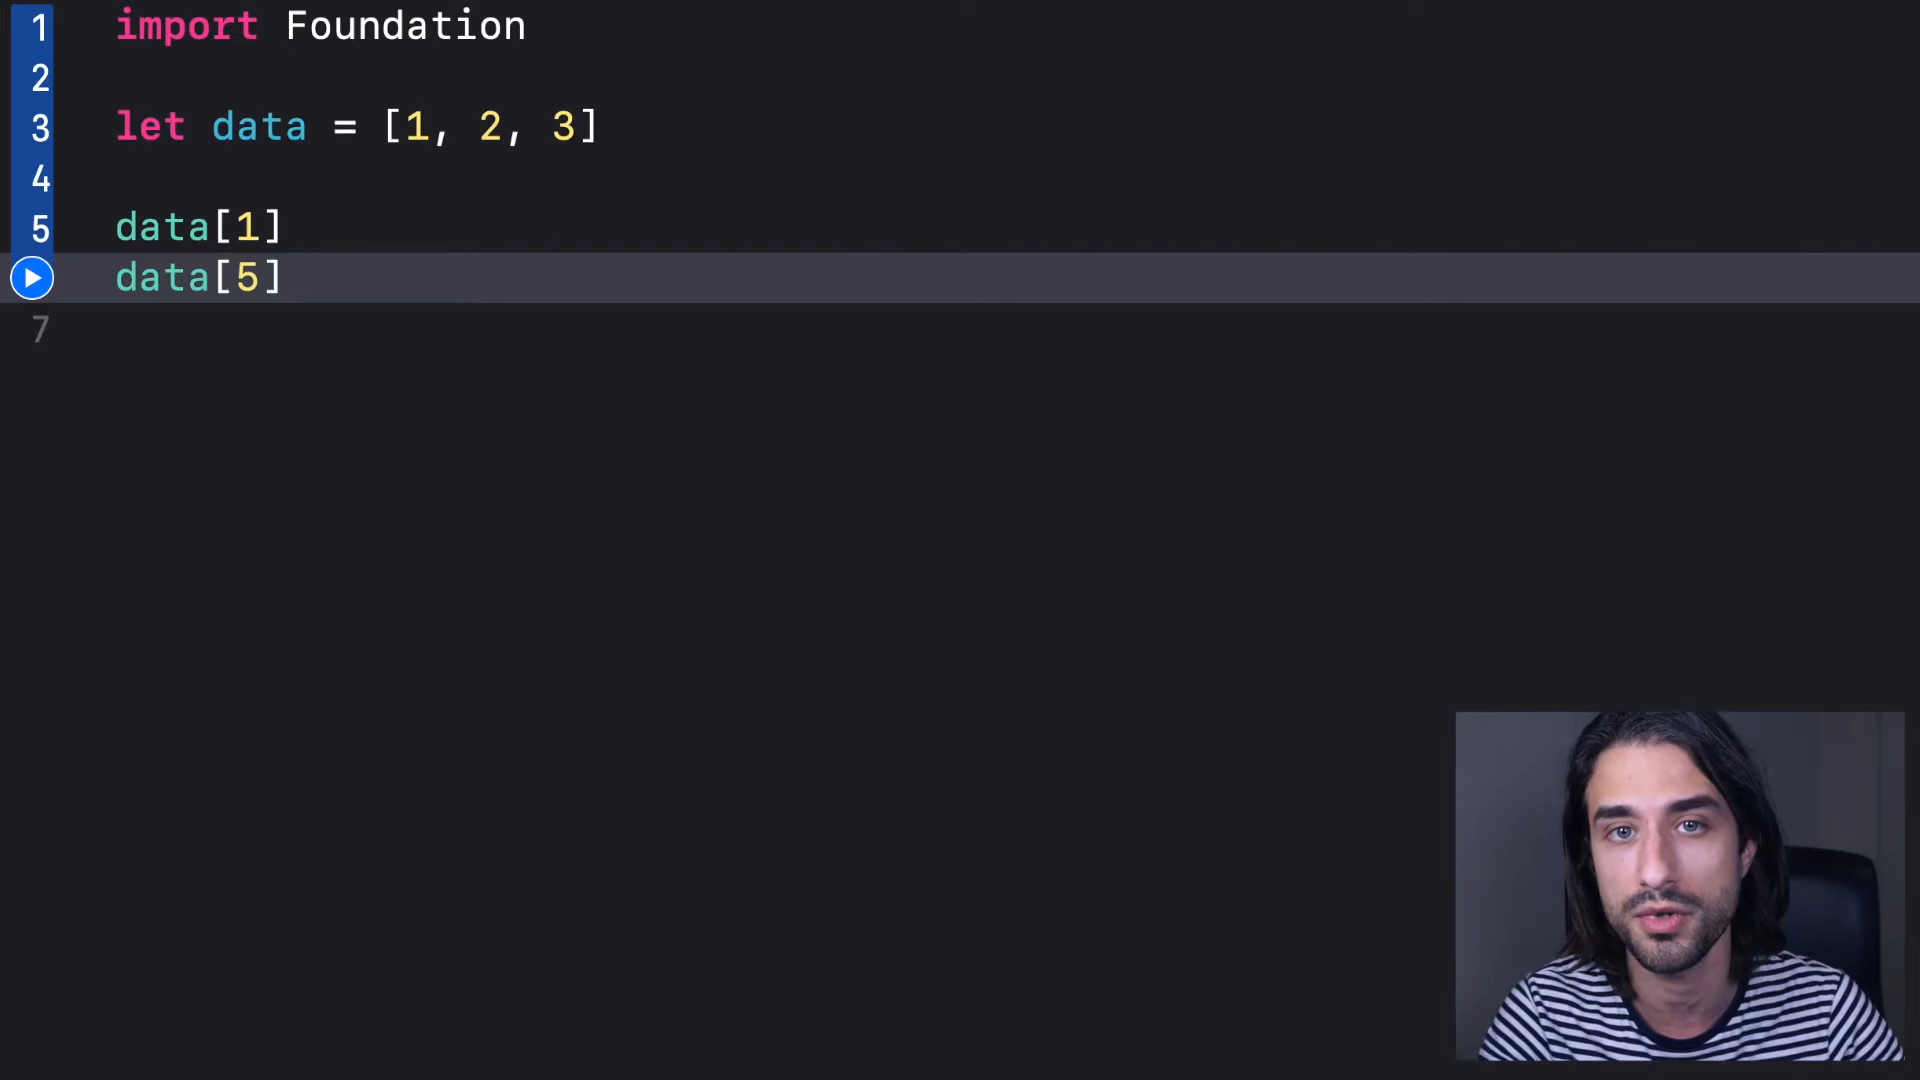 1 import Foundation
2
3 let data = [1, 2, 3]
4
5 data[1]
data[5]
7